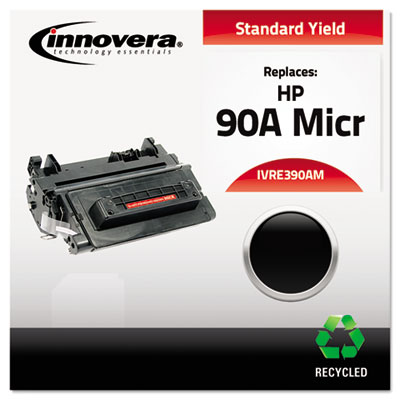 innovera
technology essentials
Standard Yield
Replaces:
HP
90A Micr
IVRE390AM
RECYCLED